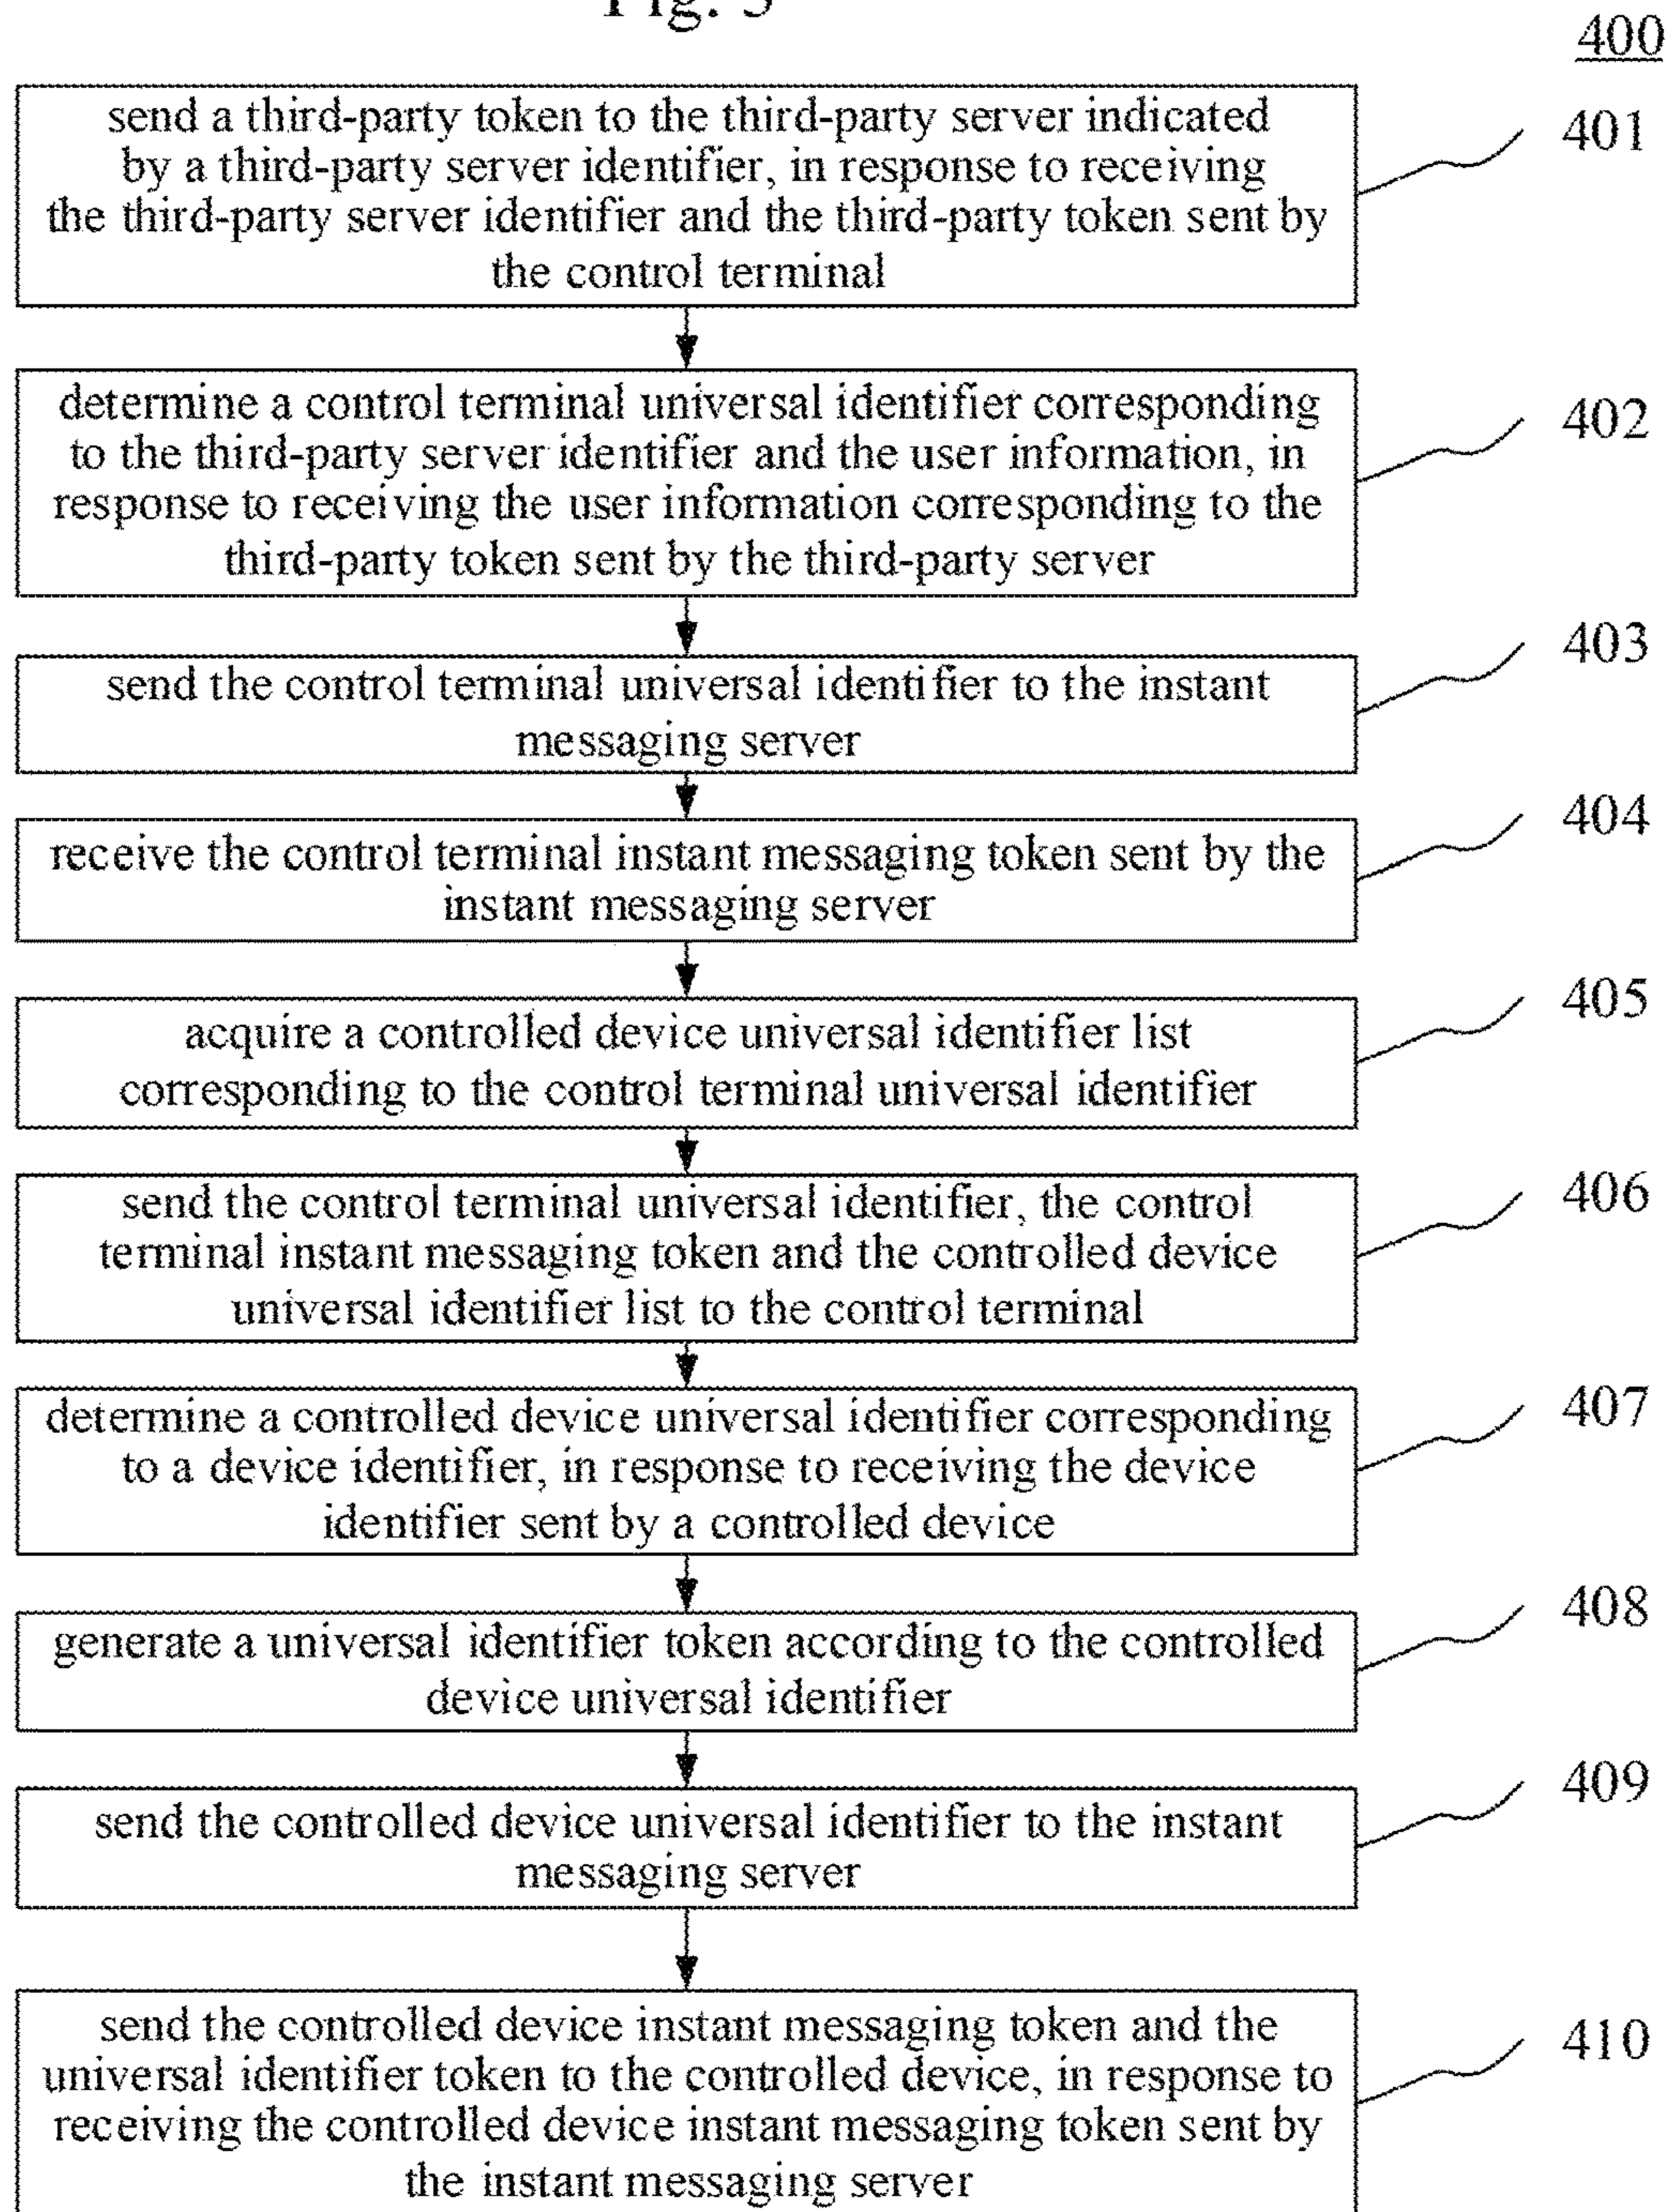 Fig. 3
400
send a third-party token to the third-party server indicated
by a third-party server identifier, in response to receiving
the third-party server identifier and the third-party token sent by
the control terminal
401
determine a control terminal universal identifier corresponding
to the third-party server identifier and the user information, in
response to receiving the user information corresponding to the
third-party token sent by the third-party server
402
send the control terminal universal identifier to the instant
messaging server
403
receive the control terminal instant messaging token sent by the
instant messaging server
404
acquire a controlled device universal identifier list
corresponding to the control terminal universal identifier
405
send the control terminal universal identifier, the control
terminal instant messaging token and the controlled device
universal identifier list to the control terminal
406
determine a controlled device universal identifier corresponding
to a device identifier, in response to receiving the device
identifier sent by a controlled device
407
generate a universal identifier token according to the controlled
device universal identifier
408
send the controlled device universal identifier to the instant
messaging server
409
send the controlled device instant messaging token and the
universal identifier token to the controlled device, in response to
receiving the controlled device instant messaging token sent by
the instant messaging server
410